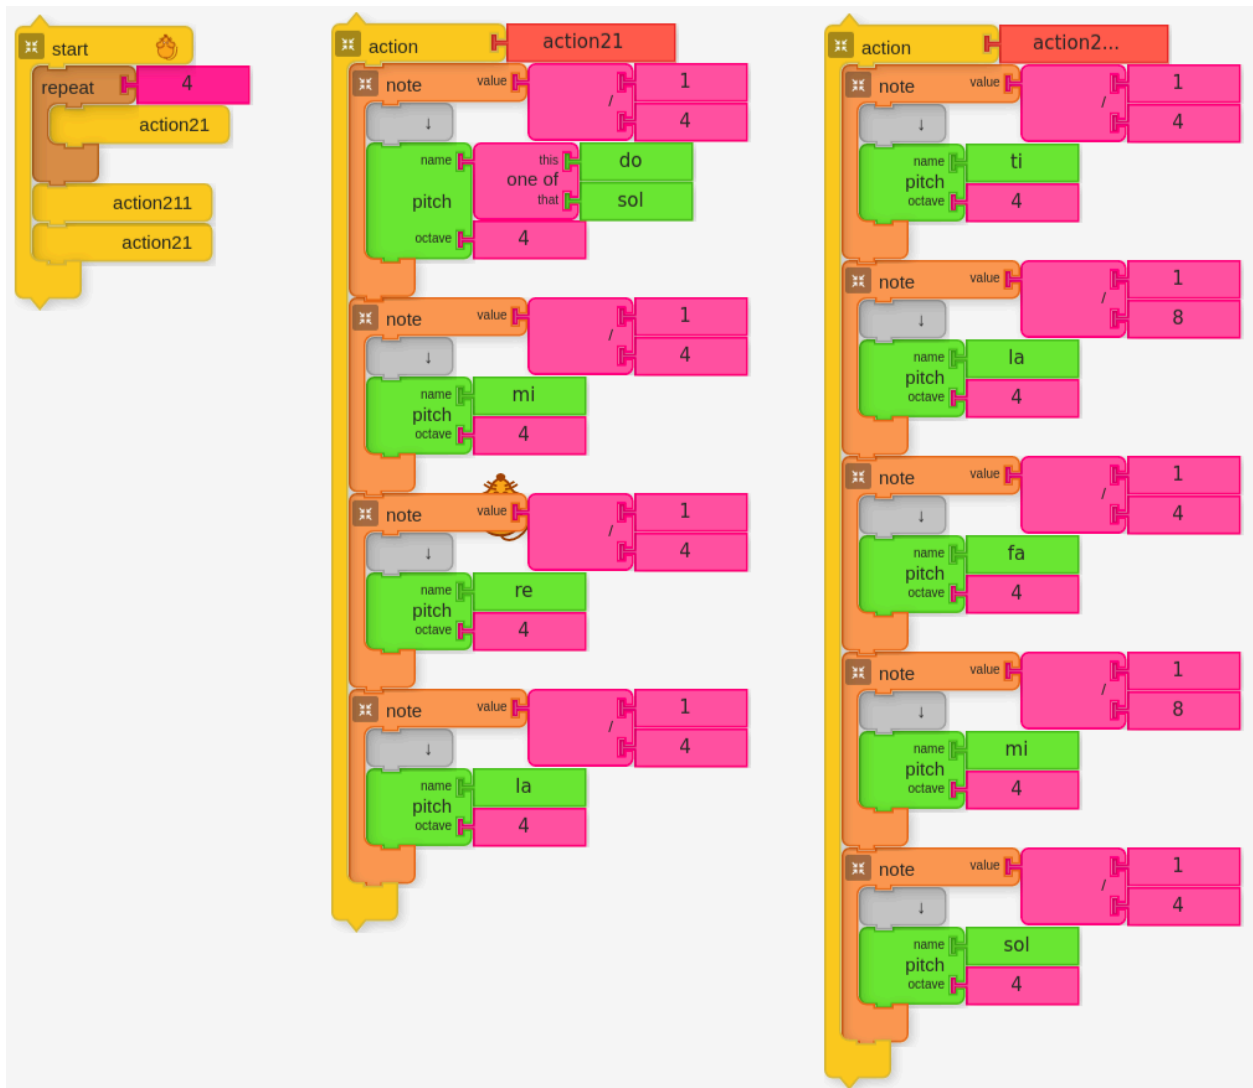 start
repeat 4
action21
action211
action21
action action21
note value 1 / 4
↓
name this do
pitch one of
that sol
octave 4
note value 1 / 4
↓
name mi
pitch
octave 4
note value 1 / 4
↓
name re
pitch
octave 4
note value 1 / 4
↓
name la
pitch
octave 4
action action2...
note value 1 / 4
↓
name ti
pitch
octave 4
note value 1 / 8
↓
name la
pitch
octave 4
note value 1 / 4
↓
name fa
pitch
octave 4
note value 1 / 8
↓
name mi
pitch
octave 4
note value 1 / 4
↓
name sol
pitch
octave 4